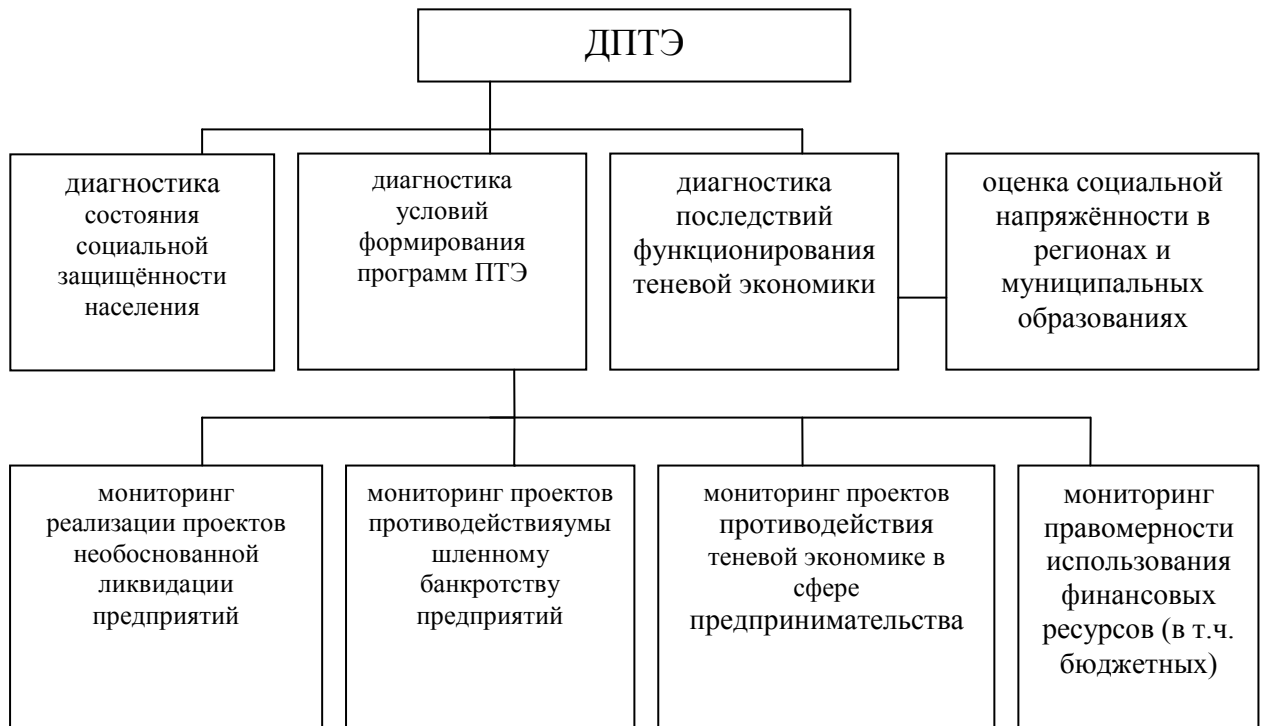 ДПТЭ
диагностика
состояния
социальной
защищённости
населения
диагностика
условий
формирования
программ ПТЭ
диагностика
последствий
функционирования
теневой экономики
оценка социальной
напряжённости в
регионах и
муниципальных
образованиях
мониторинг
реализации проектов
необоснованной
ликвидации
предприятий
мониторинг проектов
противодействияумы
шленному
банкротству
предприятий
мониторинг проектов
противодействия
теневой экономике в
сфере
предпринимательства
мониторинг
правомерности
использования
финансовых
ресурсов (в т.ч.
бюджетных)